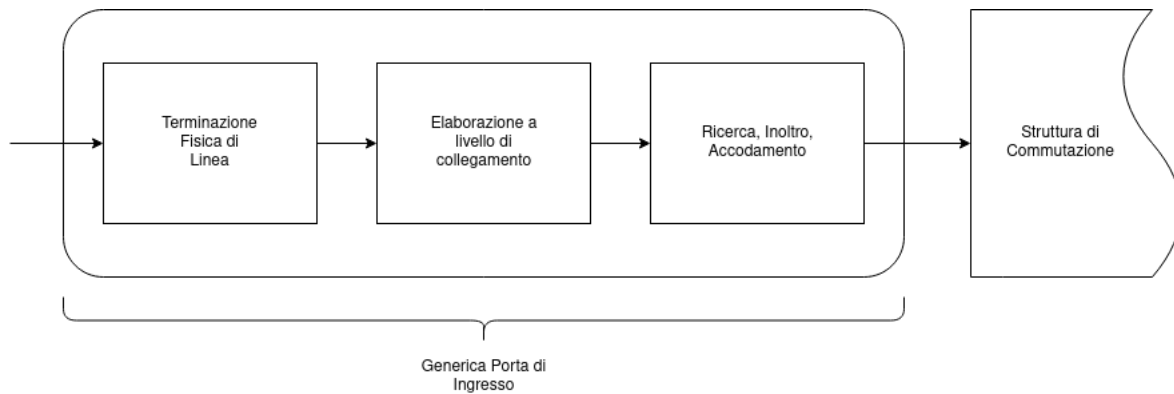 Terminazione
Fisica di
Linea
Elaborazione a
livello di
collegamento
Ricerca, Inoltro,
Accodamento
Struttura di
Commutazione
Generica Porta di
Ingresso